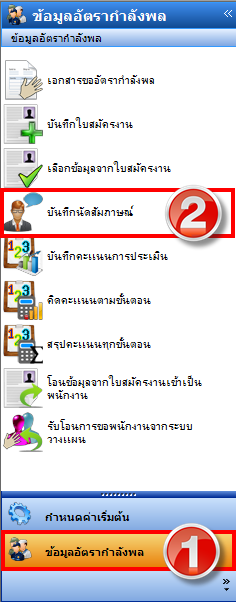 ข้อมูลอัตรากำลังพล «
ข้อมูลอัตรากำลังพล
เอกสารขออัตรากำลังพล
บันทึกใบสมัครงาน
เลือกข้อมูลจากใบสมัครงาน
บันทึกนัดสัมภาษณ์
2
บันทึกคะแนนการประเมิน
คิดคะแนนตามขั้นตอน
สรุปคะแนนทุกขั้นตอน
โอนข้อมูลจากใบสมัครงานเข้าเป็น
พนักงาน
รับโอนการขอพนักงานจากระบบ
วางแผน
กำหนดค่าเริ่มต้น
ข้อมูลอัตรากำลังพล
1
»